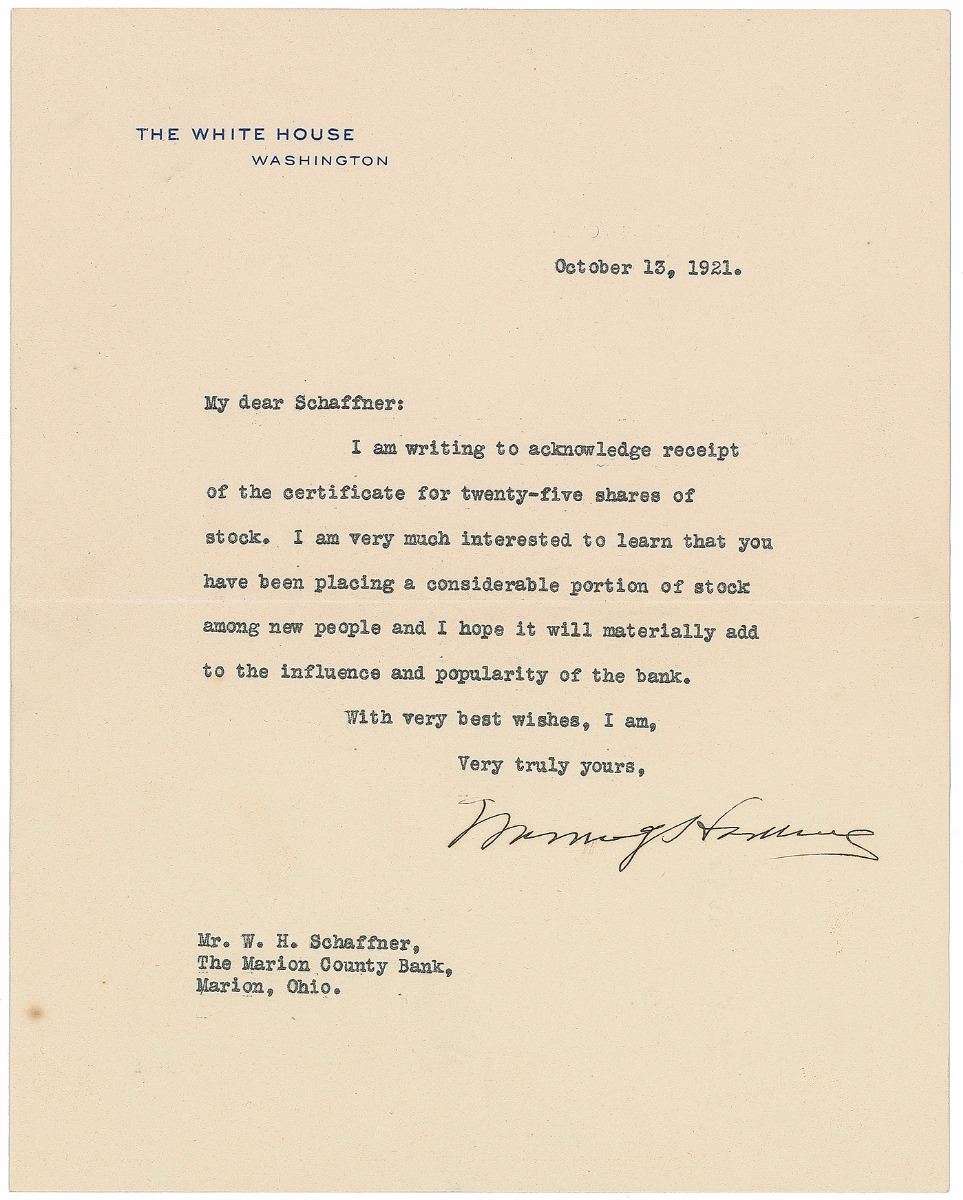 THE WHITE HOUSE
WASHINGTON
October 13, 1921.
My dear Schaffner:
I am writing to acknowledge receipt
of the certificate for twenty-five shares of
stock. I am very much interested to learn that you
have been placing a considerable portion of stock
among new people and I hope it will materially add
to the influence and popularity of the bank.
With very best wishes, I am,
Very truly yours,
Warren G Harding
Mr. W. H. Schaffner,
The Marion County Bank,
Marion, Ohio.